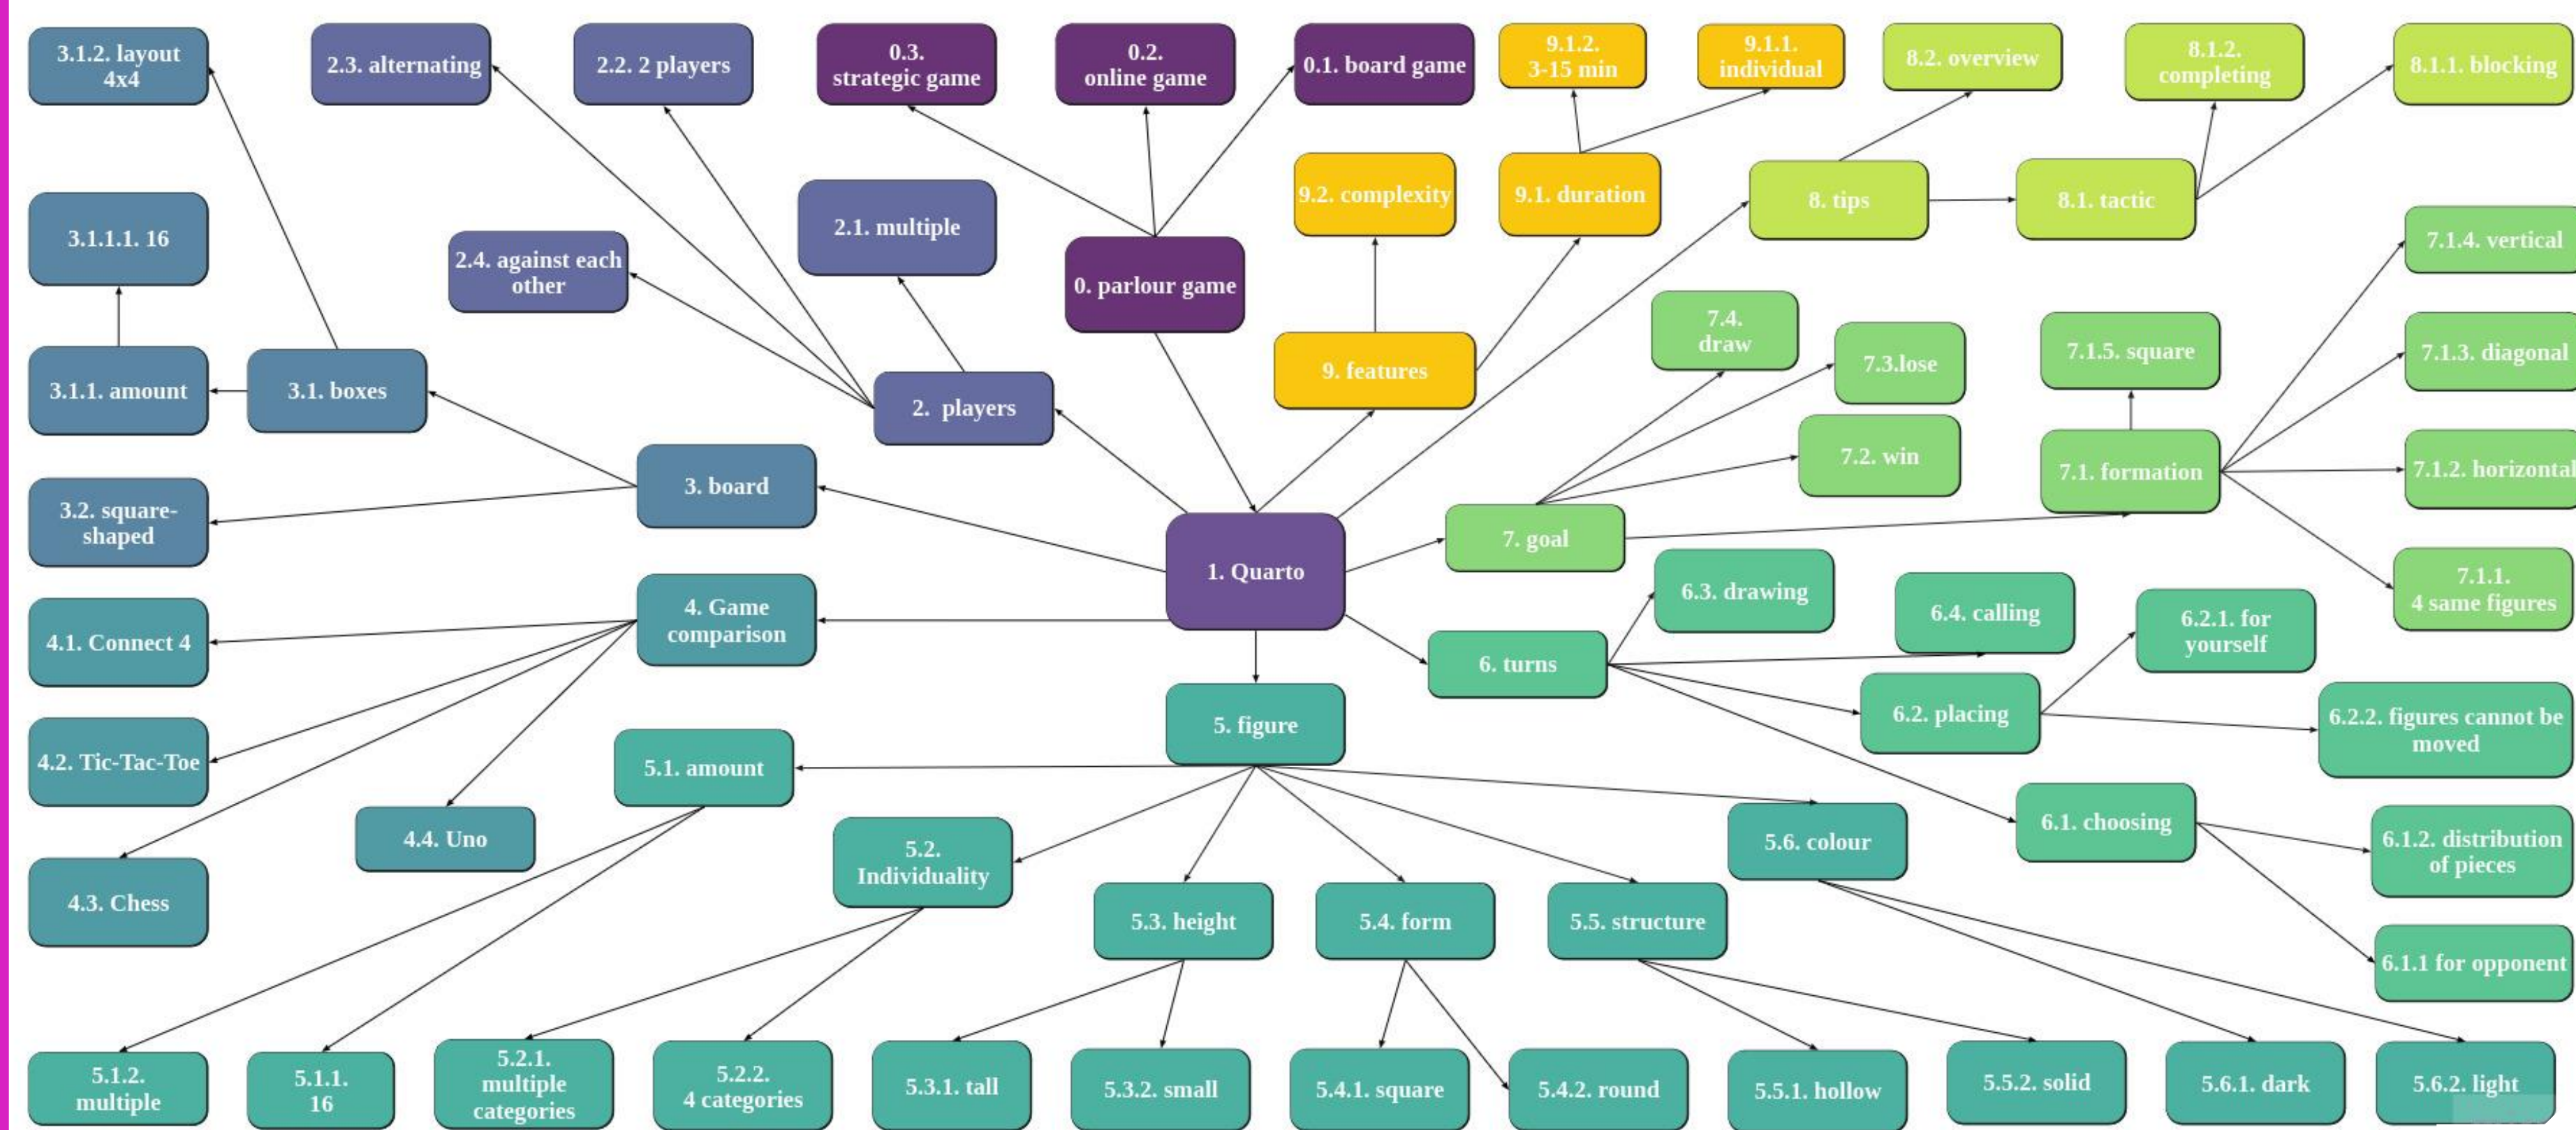 3.1.2. layout
4x4
2.3. alternating
2.2. 2 players
0.3.
strategic game
0.2.
online game
0.1. board game
9.1.2.
3-15 min
9.1.1.
individual
8.2. overview
8.1.2.
completing
8.1.1. blocking
3.1.1.1. 16
2.4. against each
other
2.1. multiple
0. parlour game
9.2. complexity
9.1. duration
8. tips
8.1. tactic
7.1.4. vertical
3.1.1. amount
3.1. boxes
2.  players
9. features
7.4.
draw
7.3.lose
7.1.5. square
7.1.3. diagonal
3.2. square-
shaped
3. board
1. Quarto
7. goal
7.2. win
7.1. formation
7.1.2. horizontal
7.1.1.
4 same figures
4.1. Connect 4
4. Game
comparison
6. turns
6.3. drawing
6.4. calling
6.2.1. for
yourself
4.2. Tic-Tac-Toe
5.1. amount
5. figure
6.2. placing
6.2.2. figures cannot be
moved
4.3. Chess
4.4. Uno
5.2.
Individuality
5.3. height
5.4. form
5.5. structure
5.6. colour
6.1. choosing
6.1.2. distribution
of pieces
6.1.1 for opponent
5.1.2.
multiple
5.1.1.
16
5.2.1.
multiple
categories
5.2.2.
4 categories
5.3.1. tall
5.3.2. small
5.4.1. square
5.4.2. round
5.5.1. hollow
5.5.2. solid
5.6.1. dark
5.6.2. light